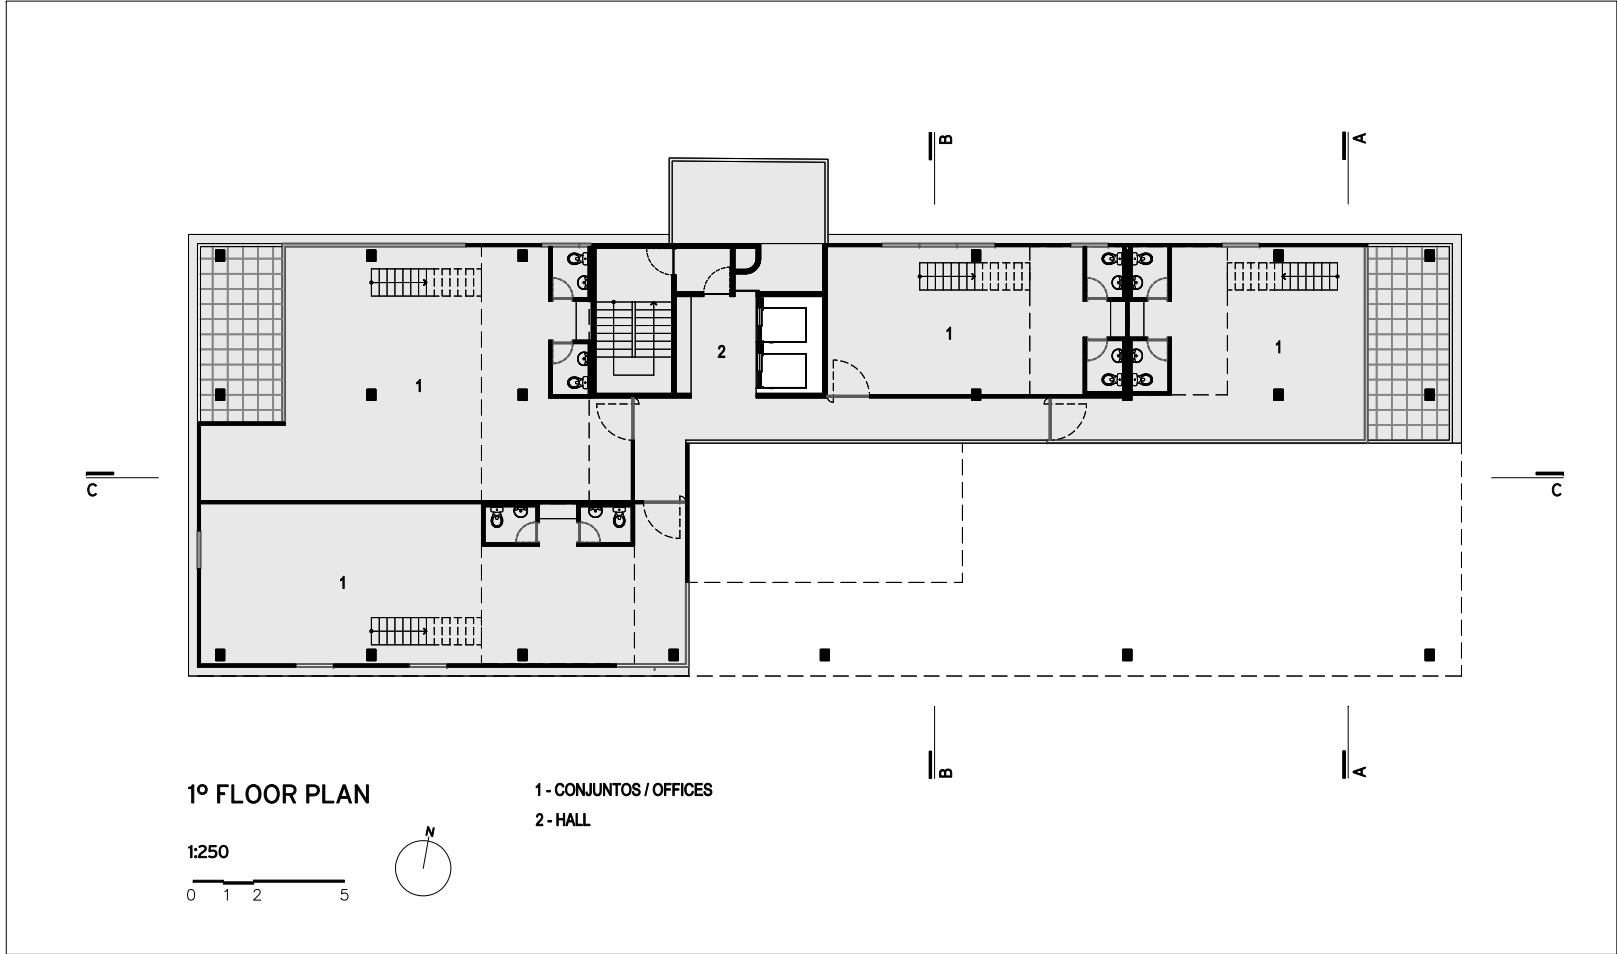 B
A
1
2
1
1
1
C
C
1
B
A
1º FLOOR PLAN
1 - CONJUNTOS / OFFICES
2 - HALL
N
1:250
0 1 2 5